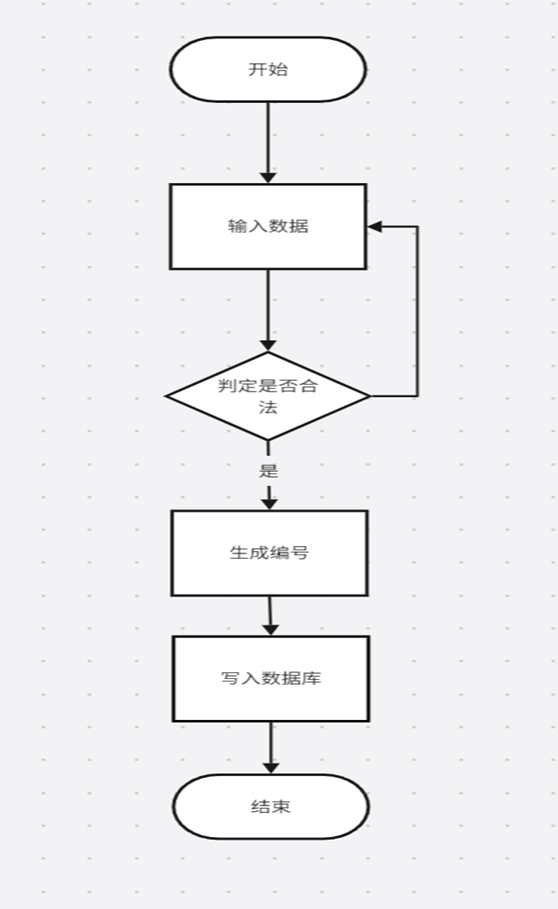 开始
输入数据
判定是否合
法
是
生成编号
写入数据库
结束